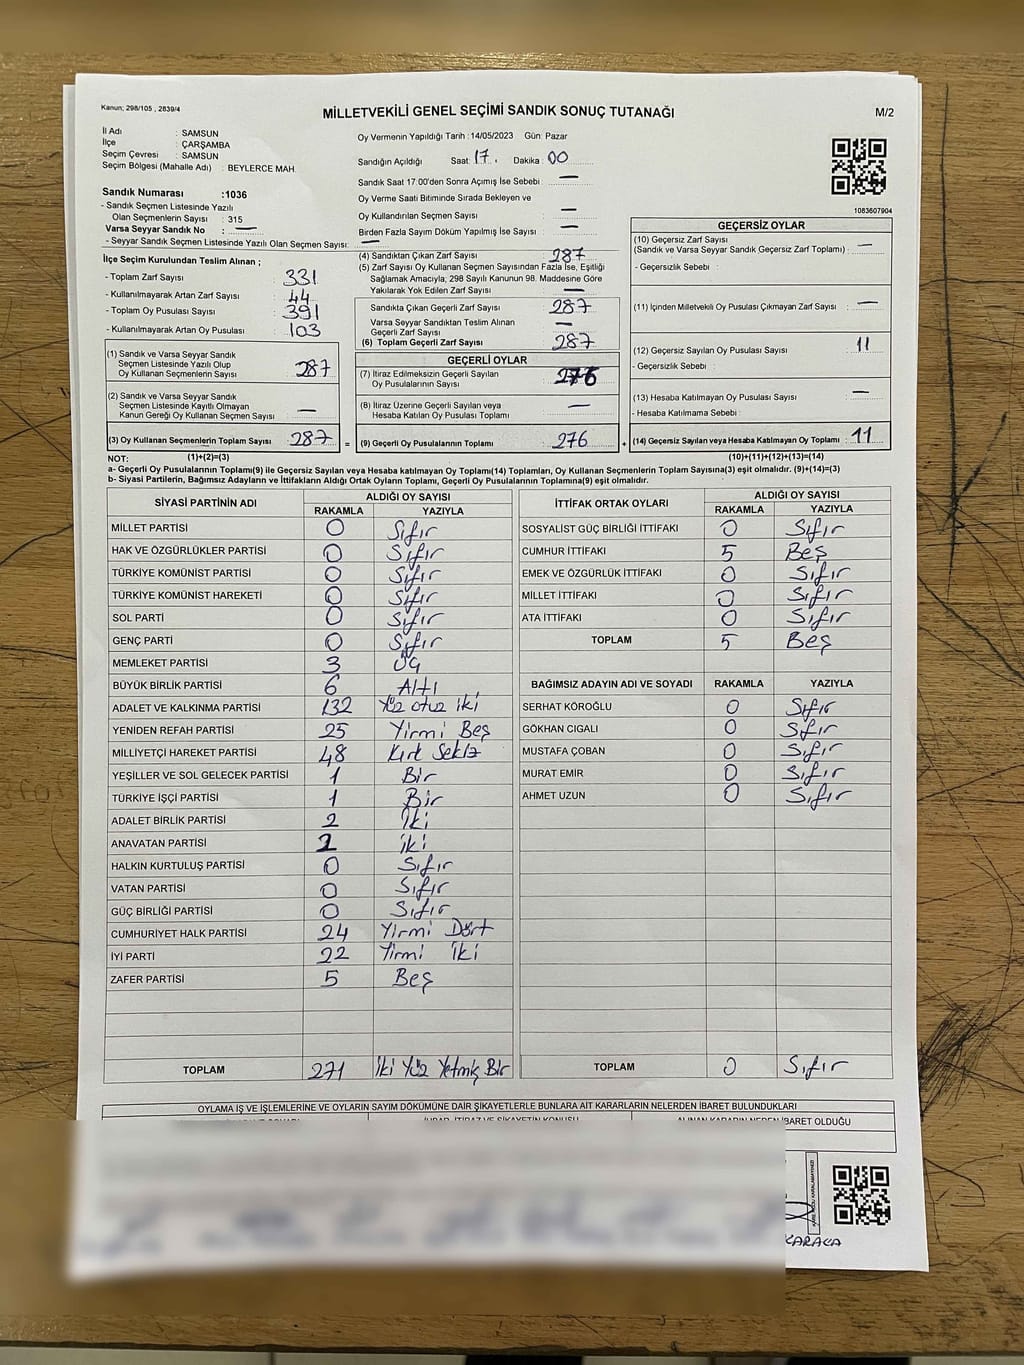 Kanun; 298/105 , 2839/4
MİLLETVEKİLİ GENEL SEÇİMİ SANDIK SONUÇ TUTANAĞI
M/2
İl Adı : SAMSUN
İlçe : ÇARŞAMBA
Seçim Çevresi : SAMSUN
Seçim Bölgesi (Mahalle Adı) : BEYLERCE MAH.
Sandık Numarası :1036
- Sandık Seçmen Listesinde Yazılı
Olan Seçmenlerin Sayısı : 315
Varsa Seyyar Sandık No : —
- Seyyar Sandık Seçmen Listesinde Yazılı Olan Seçmen Sayısı: —
Oy Vermenin Yapıldığı Tarih :14/05/2023 Gün: Pazar
Sandığın Açıldığı Saat: 17 . Dakika: 00
Sandık Saat 17:00'den Sonra Açımış İse Sebebi : —
Oy Verme Saati Bitiminde Sırada Bekleyen ve
Oy Kullandırılan Seçmen Sayısı : —
Birden Fazla Sayım Döküm Yapılmış İse Sayısı : —
1083607904
İlçe Seçim Kurulundan Teslim Alınan ;
- Toplam Zarf Sayısı : 331
- Kullanılmayarak Artan Zarf Sayısı : 44
- Toplam Oy Pusulası Sayısı : 391
- Kullanılmayarak Artan Oy Pusulası : 103
(4) Sandıktan Çıkan Zarf Sayısı : 287
(5) Zarf Sayısı Oy Kullanan Seçmen Sayısından Fazla İse, Eşitliği
Sağlamak Amacıyla; 298 Sayılı Kanunun 98. Maddesine Göre
Yakılarak Yok Edilen Zarf Sayısı : —
Sandıkta Çıkan Geçerli Zarf Sayısı : 287
Varsa Seyyar Sandıktan Teslim Alınan
Geçerli Zarf Sayısı : —
(6) Toplam Geçerli Zarf Sayısı : 287
GEÇERSİZ OYLAR
(10) Geçersiz Zarf Sayısı
(Sandık ve Varsa Seyyar Sandık Geçersiz Zarf Toplamı) : —
- Geçersizlik Sebebi :
(11) İçinden Milletvekili Oy Pusulası Çıkmayan Zarf Sayısı : —
(12) Geçersiz Sayılan Oy Pusulası Sayısı : 11
- Geçersizlik Sebebi :
(13) Hesaba Katılmayan Oy Pusulası Sayısı : —
- Hesaba Katılmama Sebebi :
(1) Sandık ve Varsa Seyyar Sandık
Seçmen Listesinde Yazılı Olup
Oy Kullanan Seçmenlerin Sayısı : 287
(2) Sandık ve Varsa Seyyar Sandık
Seçmen Listesinde Kayıtlı Olmayan
Kanun Gereği Oy Kullanan Seçmen Sayısı : —
GEÇERLİ OYLAR
(7) İtiraz Edilmeksizin Geçerli Sayılan
Oy Pusulalarının Sayısı : 276
(8) İtiraz Üzerine Geçerli Sayılan veya
Hesaba Katılan Oy Pusulası Toplamı : —
(3) Oy Kullanan Seçmenlerin Toplam Sayısı : 287 = (9) Geçerli Oy Pusulalarının Toplamı : 276 + (14) Geçersiz Sayılan veya Hesaba Katılmayan Oy Toplamı : 11
NOT: (1)+(2)=(3) (10)+(11)+(12)+(13)=(14)
a- Geçerli Oy Pusulalarının Toplamı(9) ile Geçersiz Sayılan veya Hesaba katılmayan Oy Toplamı(14) Toplamları, Oy Kullanan Seçmenlerin Toplam Sayısına(3) eşit olmalıdır. (9)+(14)=(3)
b- Siyasi Partilerin, Bağımsız Adayların ve İttifakların Aldığı Ortak Oyların Toplamı, Geçerli Oy Pusulalarının Toplamına(9) eşit olmalıdır.
SİYASİ PARTİNİN ADI ALDIĞI OY SAYISI
RAKAMLA YAZIYLA
MİLLET PARTİSİ 0 Sıfır
HAK VE ÖZGÜRLÜKLER PARTİSİ 0 Sıfır
TÜRKİYE KOMÜNİST PARTİSİ 0 Sıfır
TÜRKİYE KOMÜNİST HAREKETİ 0 Sıfır
SOL PARTİ 0 Sıfır
GENÇ PARTİ 0 Sıfır
MEMLEKET PARTİSİ 3 Üç
BÜYÜK BİRLİK PARTİSİ 6 Altı
ADALET VE KALKINMA PARTİSİ 132 Yüz otuz iki
YENİDEN REFAH PARTİSİ 25 Yirmi Beş
MİLLİYETÇİ HAREKET PARTİSİ 48 Kırk Sekiz
YEŞİLLER VE SOL GELECEK PARTİSİ 1 Bir
TÜRKİYE İŞÇİ PARTİSİ 1 Bir
ADALET BİRLİK PARTİSİ 2 İki
ANAVATAN PARTİSİ 2 iki
HALKIN KURTULUŞ PARTİSİ 0 Sıfır
VATAN PARTİSİ 0 Sıfır
GÜÇ BİRLİĞİ PARTİSİ 0 Sıfır
CUMHURİYET HALK PARTİSİ 24 Yirmi Dört
İYİ PARTİ 22 Yirmi iki
ZAFER PARTİSİ 5 Beş
TOPLAM 271 İki Yüz Yetmiş Bir
İTTİFAK ORTAK OYLARI ALDIĞI OY SAYISI
RAKAMLA YAZIYLA
SOSYALİST GÜÇ BİRLİĞİ İTTİFAKI 0 Sıfır
CUMHUR İTTİFAKI 5 Beş
EMEK VE ÖZGÜRLÜK İTTİFAKI 0 Sıfır
MİLLET İTTİFAKI 0 Sıfır
ATA İTTİFAKI 0 Sıfır
TOPLAM 5 Beş
BAĞIMSIZ ADAYIN ADI VE SOYADI RAKAMLA YAZIYLA
SERHAT KÖROĞLU 0 Sıfır
GÖKHAN CIGALI 0 Sıfır
MUSTAFA ÇOBAN 0 Sıfır
MURAT EMİR 0 Sıfır
AHMET UZUN 0 Sıfır
TOPLAM 0 Sıfır
OYLAMA İŞ VE İŞLEMLERİNE VE OYLARIN SAYIM DÖKÜMÜNE DAİR ŞİKAYETLERLE BUNLARA AİT KARARLARIN NELERDEN İBARET BULUNDUKLARI
ALINAN KARARIN NEDEN İBARET OLDUĞU
KARACA